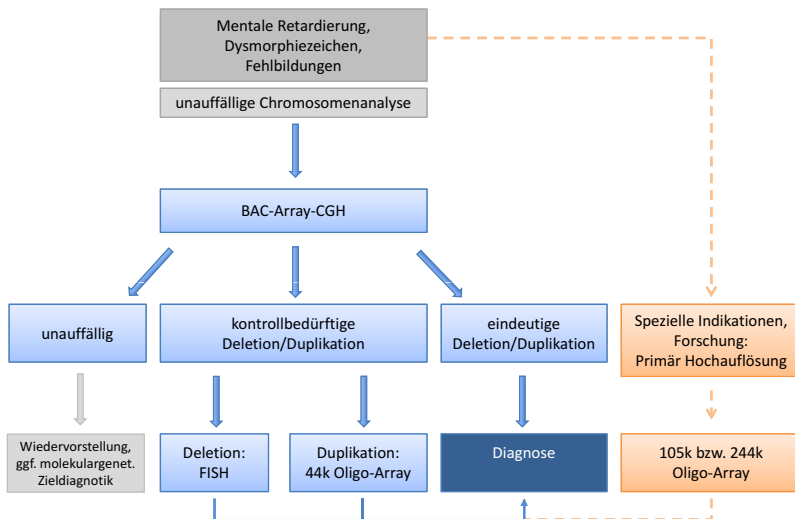 Mentale Retardierung,
Dysmorphiezeichen,
Fehlbildungen
unauffällige Chromosomenanalyse
BAC-Array-CGH
unauffällig
kontrollbedürftige
Deletion/Duplikation
eindeutige
Deletion/Duplikation
Spezielle Indikationen,
Forschung:
Primär Hochauflösung
Wiedervorstellung,
ggf. molekulargenet.
Zieldiagnotik
Deletion:
FISH
Duplikation:
44k Oligo-Array
Diagnose
105k bzw. 244k
Oligo-Array